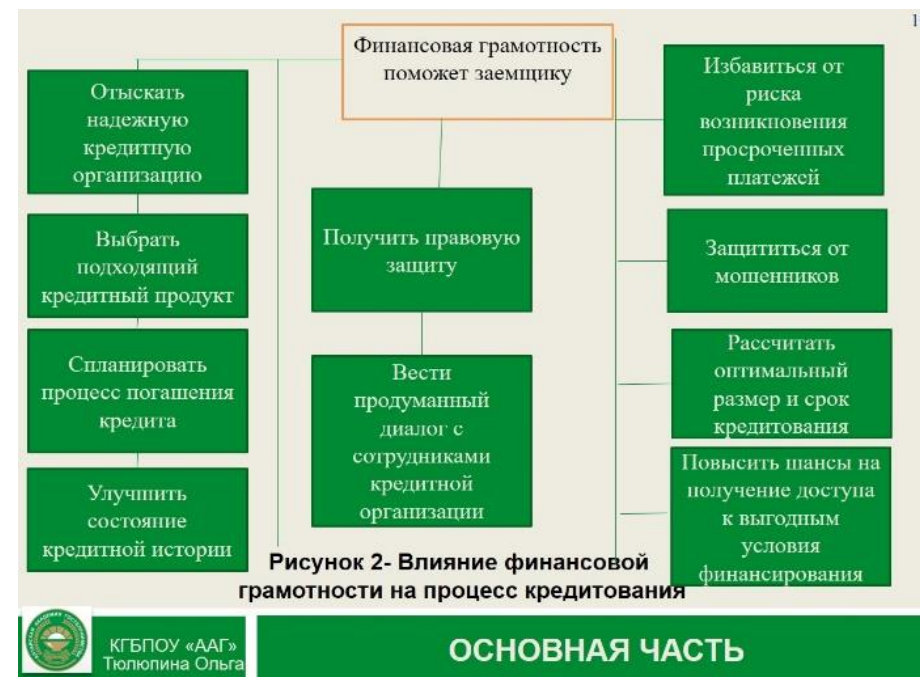 1
Финансовая грамотность
поможет заемщику
Отыскать
надежную
кредитную
организацию
Выбрать
подходящий
кредитный продукт
Спланировать
процесс погашения
кредита
Улучшить
состояние
кредитной истории
Получить правовую
защиту
Вести
продуманный
диалог с
сотрудниками
кредитной
организации
Избавиться от
риска
возникновения
просроченных
платежей
Защититься от
мошенников
Рассчитать
оптимальный
размер и срок
кредитования
Повысить шансы на
получение доступа
к выгодным
условия
финансирования
Рисунок 2- Влияние финансовой
грамотности на процесс кредитования
КГБПОУ «ААГ»
Тюлюпина Ольга
ОСНОВНАЯ ЧАСТЬ